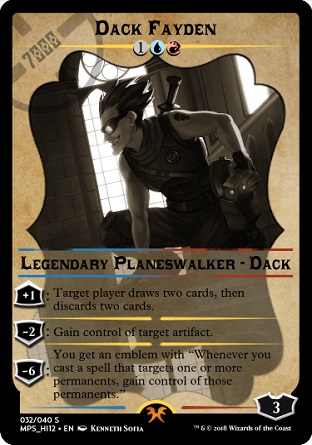 7000
Dack Fayden
1
Legendary Planeswalker - Dack
+1: Target player draws two cards, then
discards two cards.
-2: Gain control of target artifact.
-6: You get an emblem with "Whenever you
cast a spell that targets one or more
permanents, gain control of those
permanents."
3
032/040 S
MPS_HI12 • EN Kenneth Sofia
™ & © 2018 Wizards of the Coast